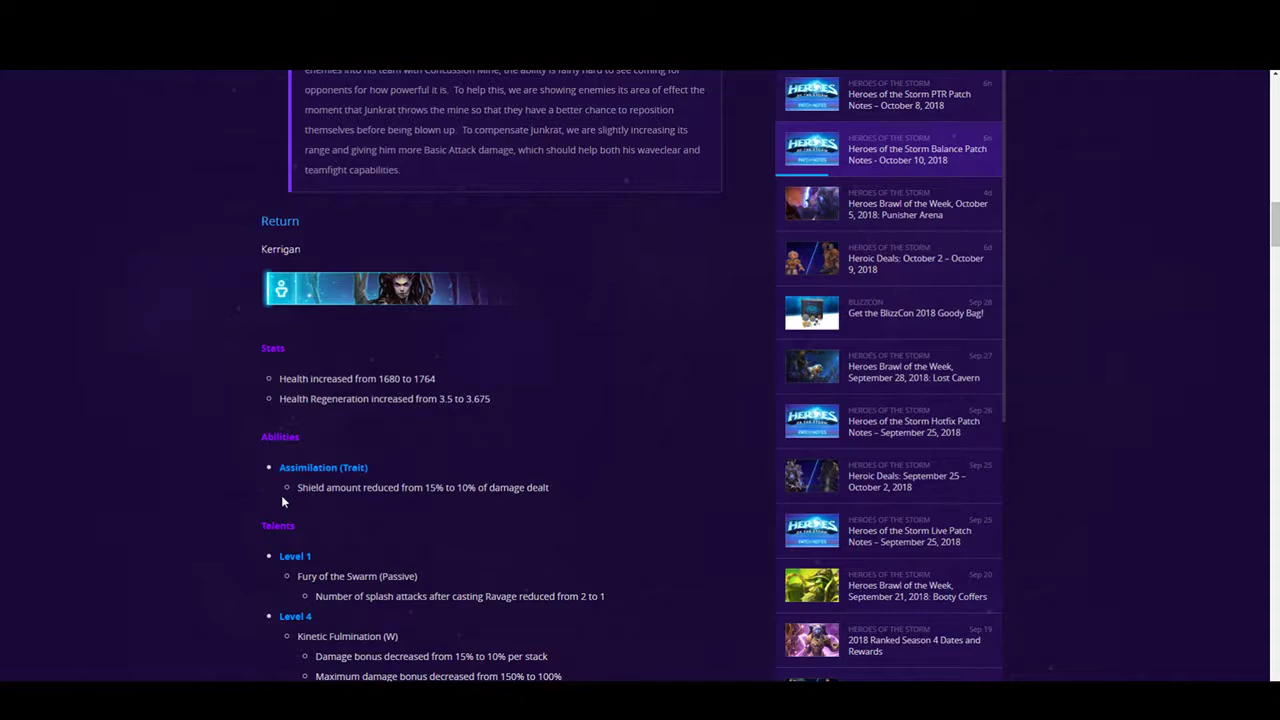 enemies into his team with Concussion Mine, the ability is fairly hard to see coming for
opponents for how powerful it is. To help this, we are showing enemies its area of effect the
moment that Junkrat throws the mine so that they have a better chance to reposition
themselves before being blown up. To compensate Junkrat, we are slightly increasing its
range and giving him more Basic Attack damage, which should help both his waveclear and
teamfight capabilities.
Return
Kerrigan
Stats
Health increased from 1680 to 1764
Health Regeneration increased from 3.5 to 3.675
Abilities
Assimilation (Trait)
Shield amount reduced from 15% to 10% of damage dealt
Talents
Level 1
Fury of the Swarm (Passive)
Number of splash attacks after casting Ravage reduced from 2 to 1
Level 4
Kinetic Fulmination (W)
Damage bonus decreased from 15% to 10% per stack
Maximum damage bonus decreased from 150% to 100%
HEROES OF THE STORM 6h
Heroes of the Storm PTR Patch
Notes – October 8, 2018
HEROES OF THE STORM
Heroes of the Storm Balance Patch
Notes - October 10, 2018
HEROES OF THE STORM 4d
Heroes Brawl of the Week, October
5, 2018: Punisher Arena
HEROES OF THE STORM 6d
Heroic Deals: October 2 – October
9, 2018
BLIZZCON Sep 28
Get the BlizzCon 2018 Goody Bag!
HEROES OF THE STORM Sep 27
Heroes Brawl of the Week,
September 28, 2018: Lost Cavern
HEROES OF THE STORM Sep 26
Heroes of the Storm Hotfix Patch
Notes – September 25, 2018
HEROES OF THE STORM Sep 25
Heroic Deals: September 25 –
October 2, 2018
HEROES OF THE STORM Sep 25
Heroes of the Storm Live Patch
Notes – September 25, 2018
HEROES OF THE STORM Sep 20
Heroes Brawl of the Week,
September 21, 2018: Booty Coffers
HEROES OF THE STORM Sep 19
2018 Ranked Season 4 Dates and
Rewards